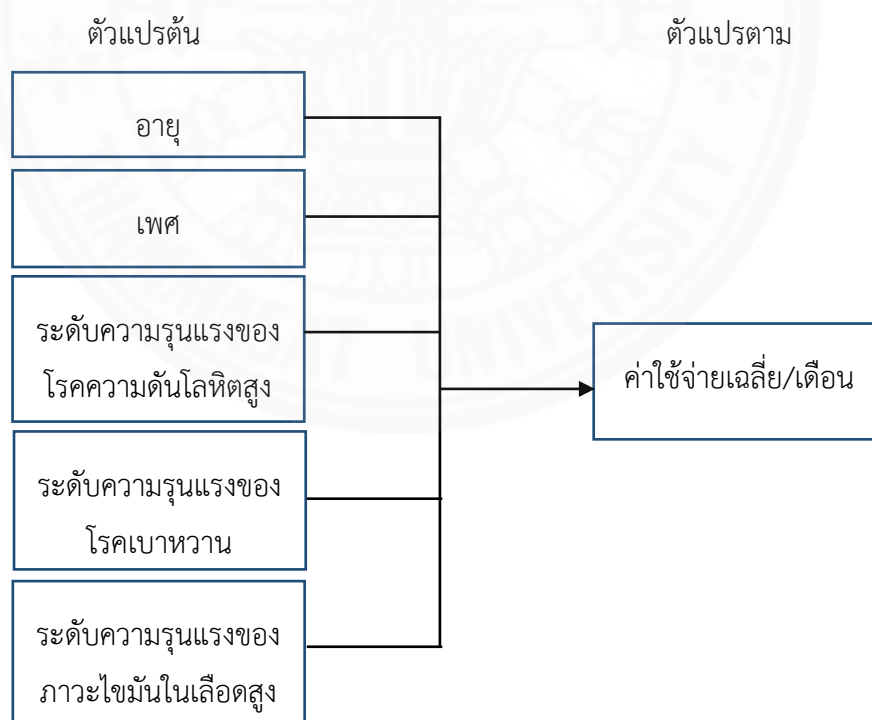 ตัวแปรต้น
ตัวแปรตาม
อายุ
เพศ
ระดับความรุนแรงของ
โรคความดันโลหิตสูง
ระดับความรุนแรงของ
โรคเบาหวาน
ระดับความรุนแรงของ
ภาวะไขมันในเลือดสูง
ค่าใช้จ่ายเฉลี่ย/เดือน
THAMMASAT UNIVERSITY